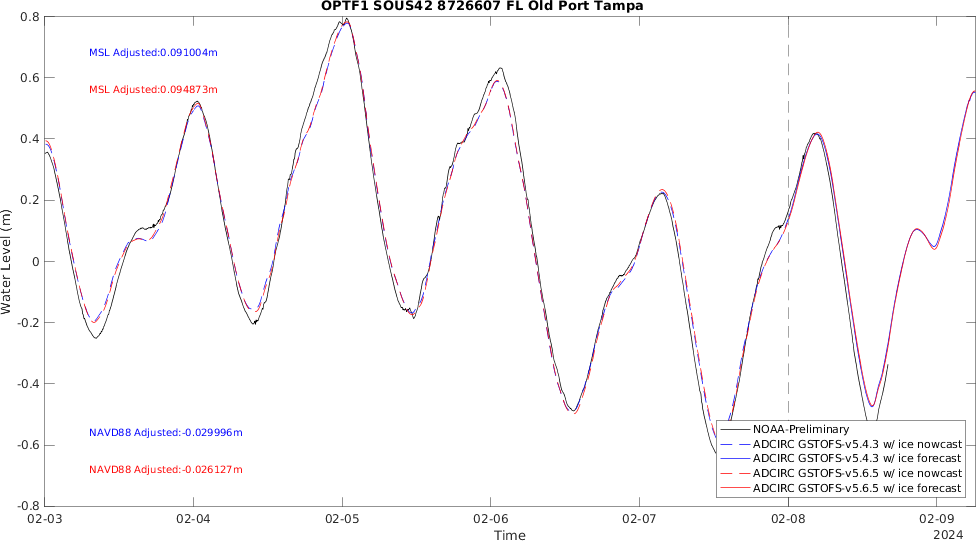 OPTF1 SOUS42 8726607 FL Old Port Tampa
0.8
MSL Adjusted:0.091004m
0.6
MSL Adjusted:0.094873m
0.4
0.2
Water Level (m)
0
-0.2
-0.4
NAVD88 Adjusted:-0.029996m
-0.6
NAVD88 Adjusted:-0.026127m
-0.8
NOAA-Preliminary
ADCIRC GSTOFS-v5.4.3 w/ ice nowcast
ADCIRC GSTOFS-v5.4.3 w/ ice forecast
ADCIRC GSTOFS-v5.6.5 w/ ice nowcast
ADCIRC GSTOFS-v5.6.5 w/ ice forecast
02-03 02-04 02-05 02-06 02-07 02-08 02-09
Time
2024